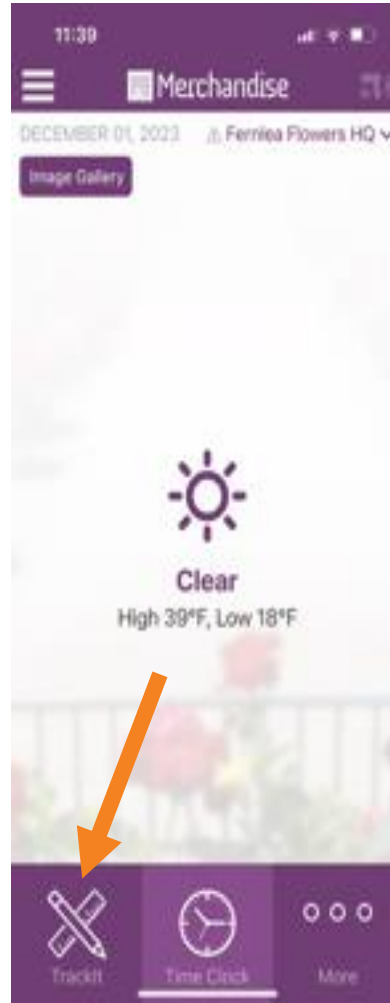 11:39
Merchandise
DECEMBER 01, 2023 Fernlea Flowers HQ
Image Gallery
Clear
High 39°F, Low 18°F
TrackIt Time Clock More